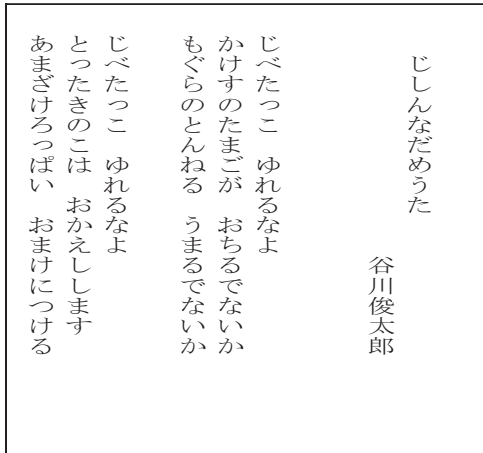 じしんなだめうた
谷川俊太郎
じべたっこ　ゆれるなよ
かけすのたまごが　おちるでないか
もぐらのとんねる　うまるでないか
じべたっこ　ゆれるなよ
とったきのこは　おかえしします
あまざけろっぱい　おまけにつける